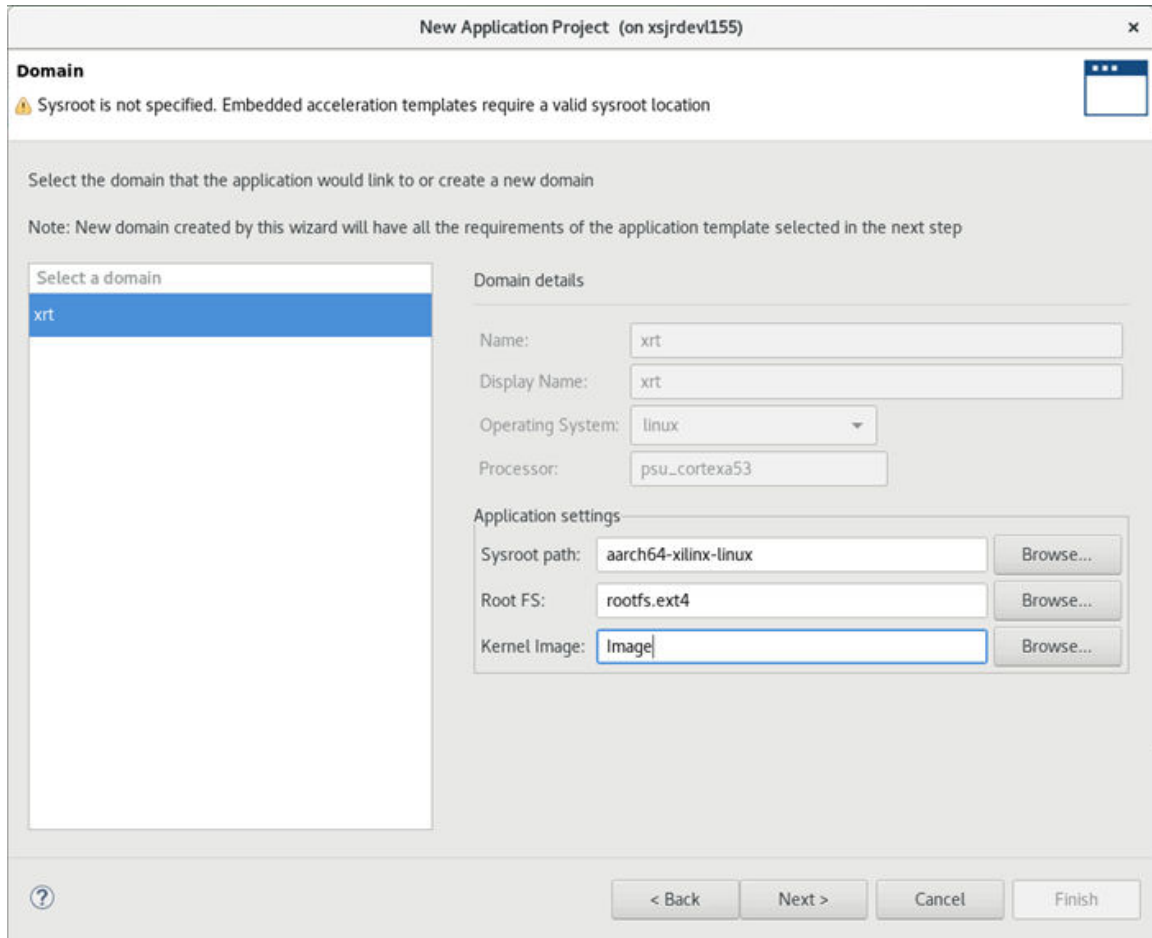 New Application Project (on xsjrdevl155)
Domain
Sysroot is not specified. Embedded acceleration templates require a valid sysroot location
Select the domain that the application would link to or create a new domain
Note: New domain created by this wizard will have all the requirements of the application template selected in the next step
Select a domain
xrt
Domain details
Name: xrt
Display Name: xrt
Operating System: linux
Processor: psu_cortexa53
Application settings
Sysroot path: aarch64-xilinx-linux Browse...
Root FS: rootfs.ext4 Browse...
Kernel Image: Image Browse...
< Back Next > Cancel Finish